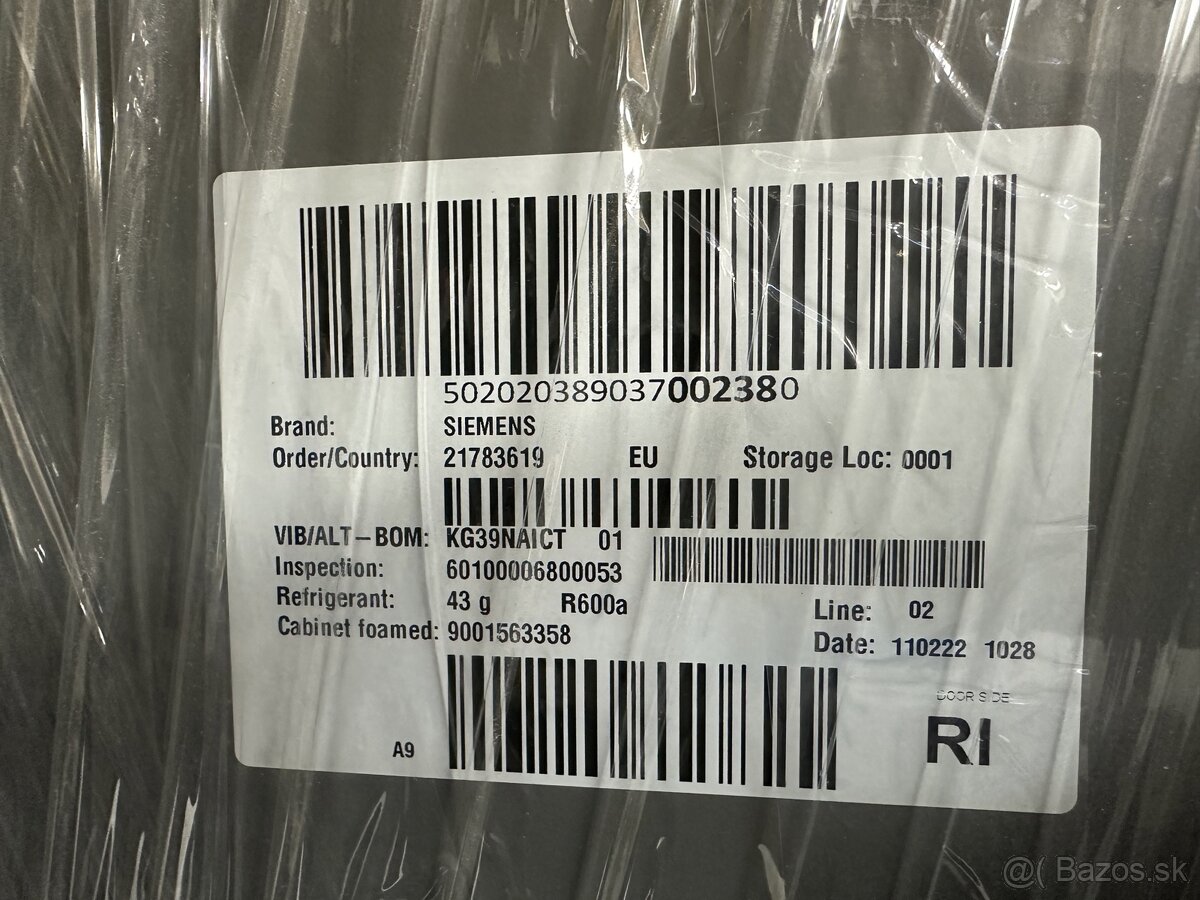 502020389037002380
Brand: SIEMENS
Order/Country: 21783619 EU Storage Loc: 0001
VIB/ALT-BOM: KG39NAICT 01
Inspection: 60100006800053
Refrigerant: 43 g R600a Line: 02
Cabinet foamed: 9001563358 Date: 110222 1028
DOOR SIDE
RI
A9
@( Bazos.sk